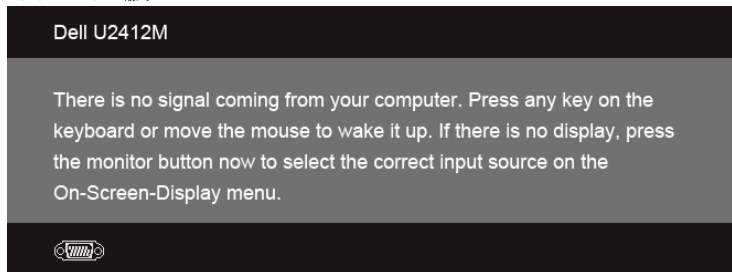 Dell U2412M
There is no signal coming from your computer. Press any key on the
keyboard or move the mouse to wake it up. If there is no display, press
the monitor button now to select the correct input source on the
On-Screen-Display menu.